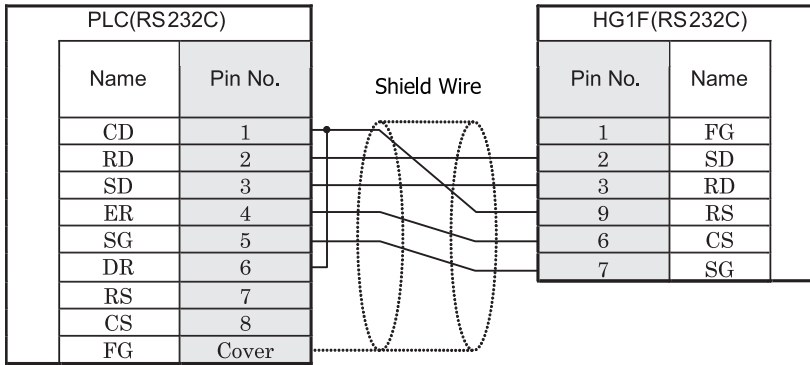 PLC(RS232C)
HG1F(RS232C)
Name Pin No.
Shield Wire
Pin No. Name
CD 1
1 FG
RD 2
2 SD
SD 3
3 RD
ER 4
9 RS
SG 5
6 CS
DR 6
7 SG
RS 7
CS 8
FG Cover